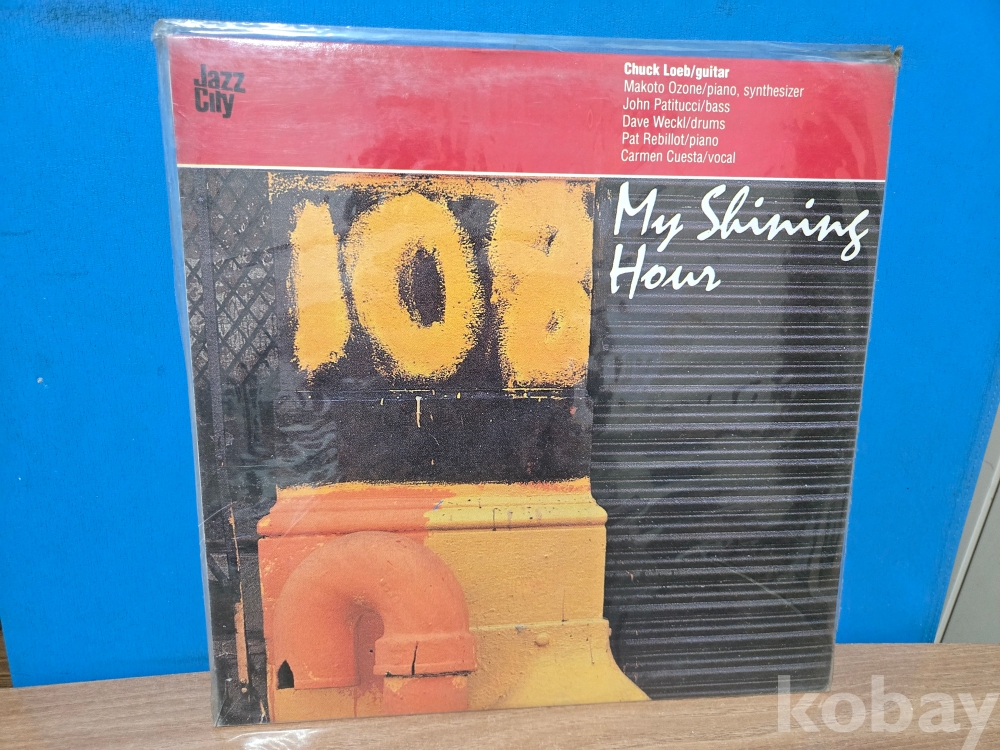 Jazz
City
Chuck Loeb/guitar
Makoto Ozone/piano, synthesizer
John Patitucci/bass
Dave Weckl/drums
Pat Rebillot/piano
Carmen Cuesta/vocal
108
My Shining
Hour
kobay